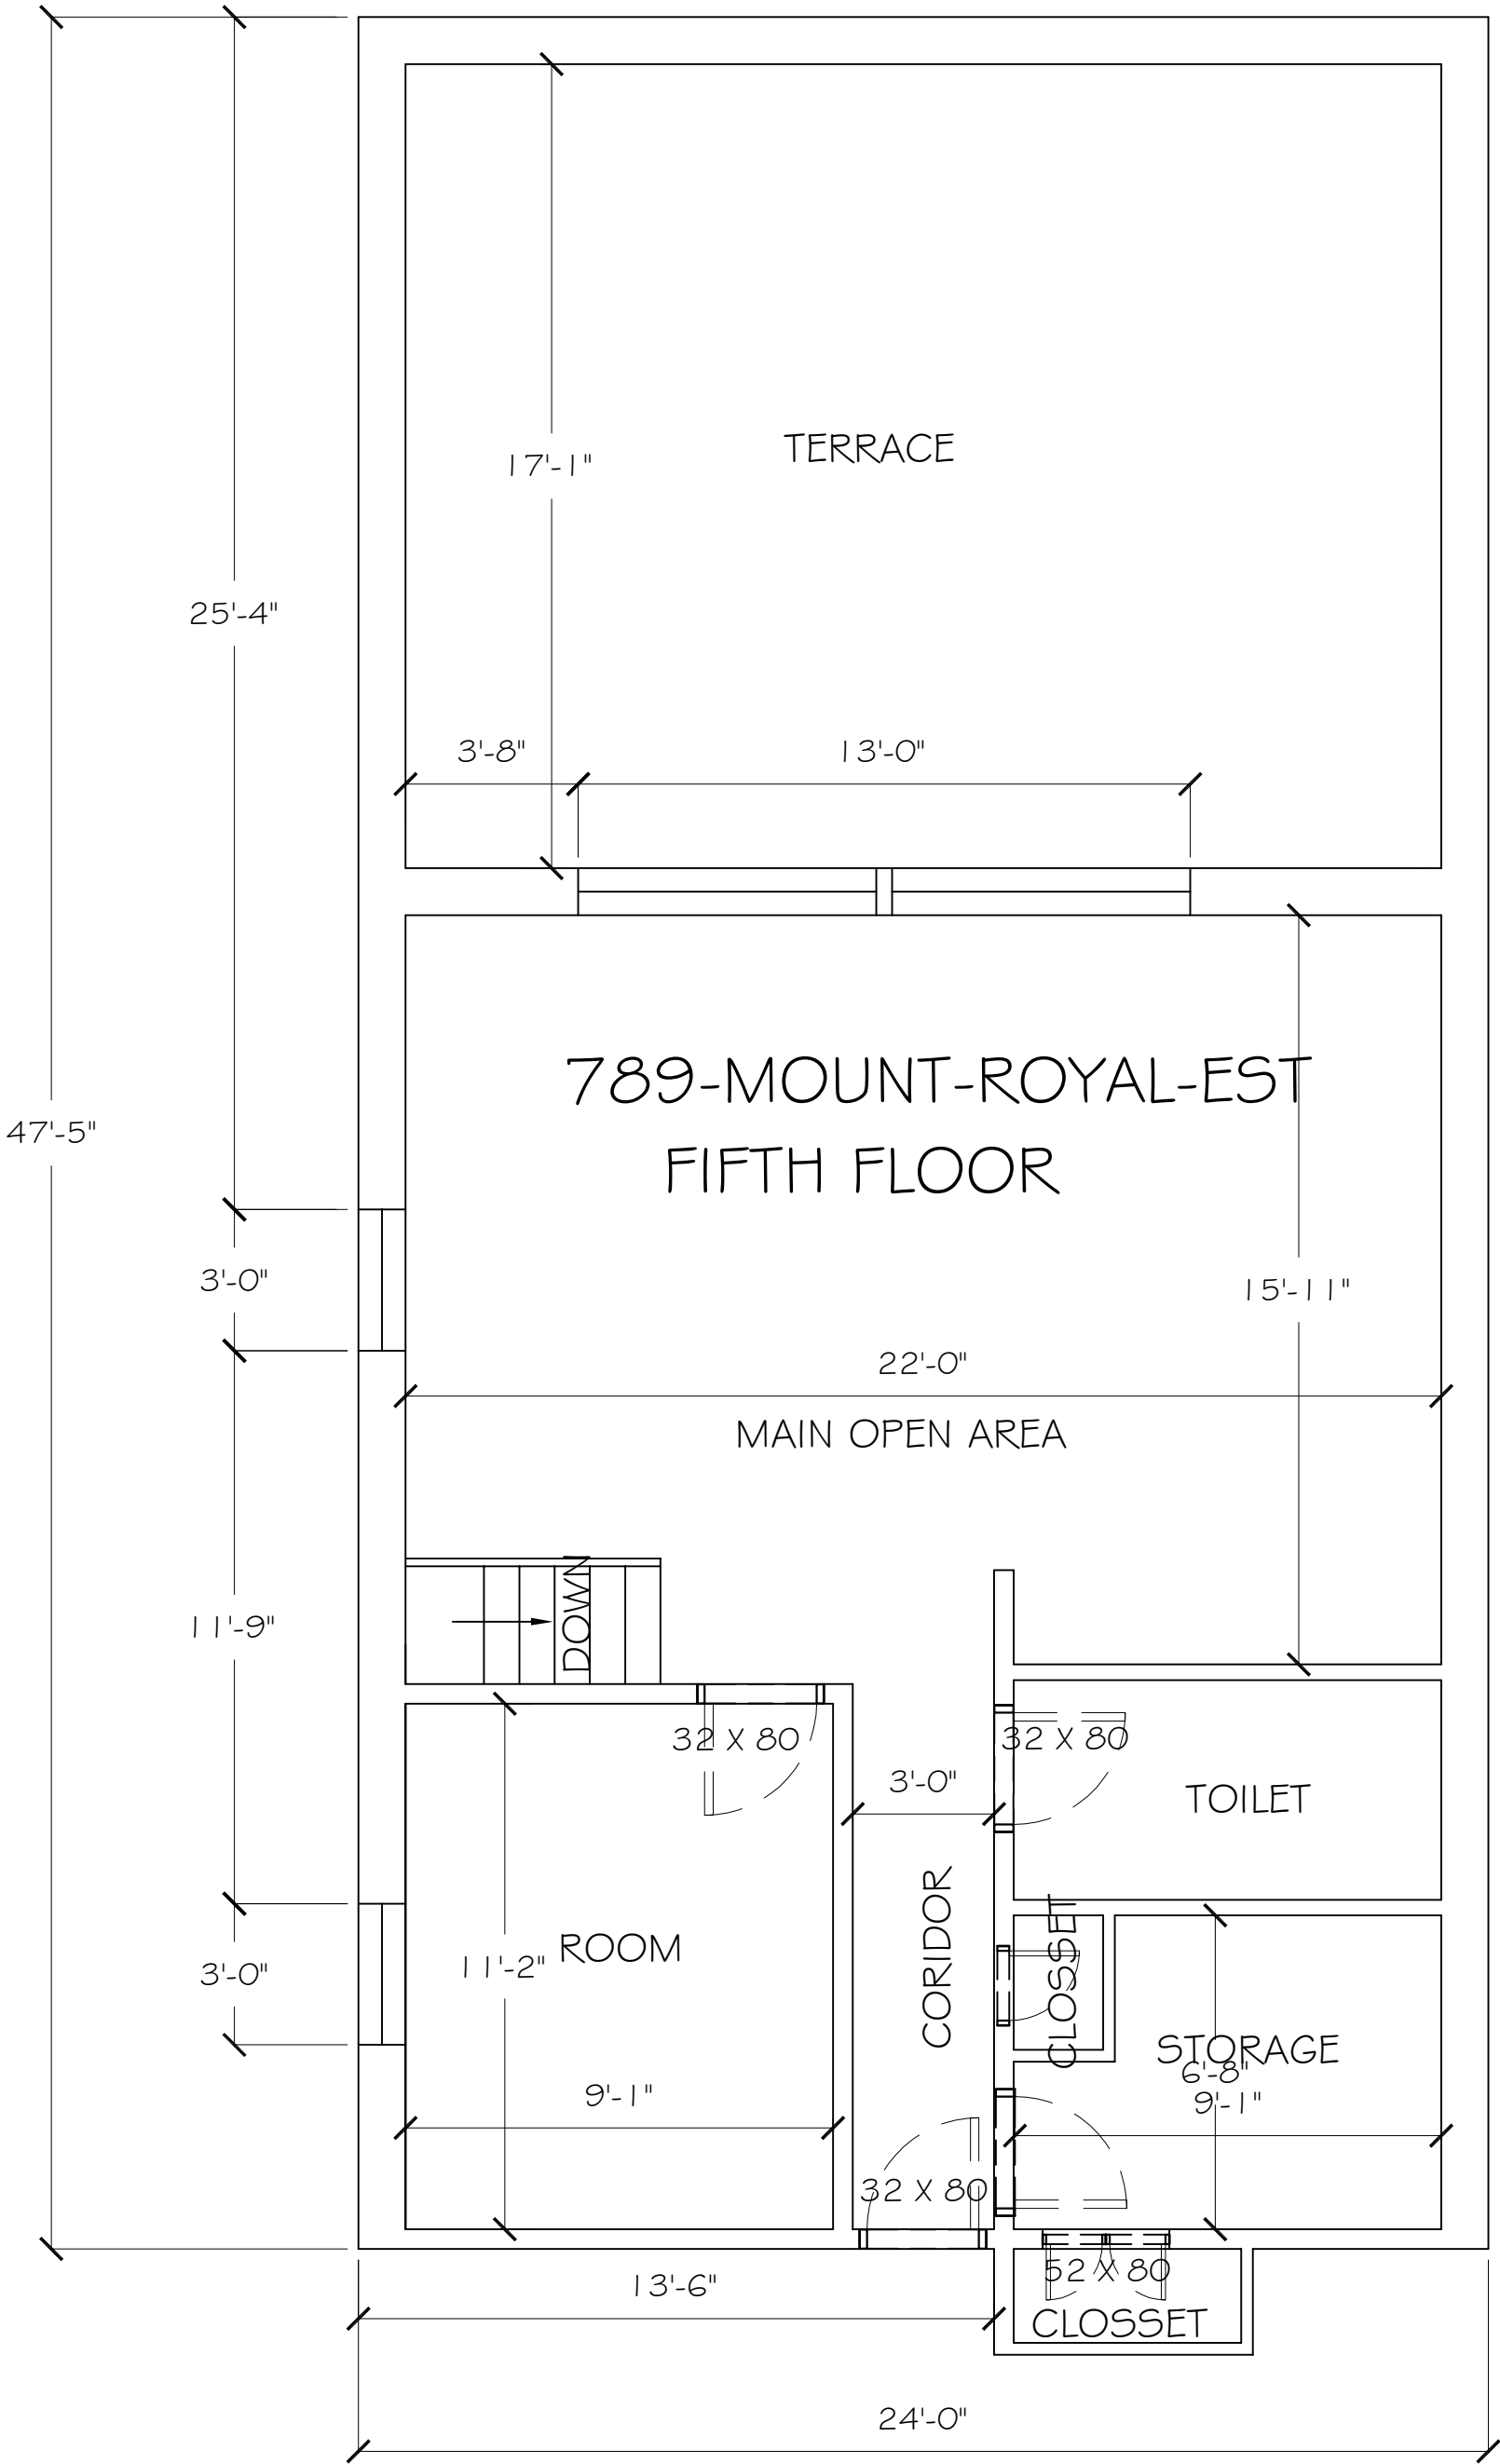 TERRACE
17'-1"
25'-4"
3'-8"
13'-0"
789-MOUNT-ROYAL-EST
47'-5"
FIFTH FLOOR
3'-0"
15'-11"
22'-0"
MAIN OPEN AREA
DOWN
11'-9"
32 X 80
32 X 80
3'-0"
TOILET
CORIDOR
CLOSSET
ROOM
11'-2"
3'-0"
STORAGE
6'-8"
9'-1"
9'-1"
32 X 80
52 X 80
13'-6"
CLOSSET
24'-0"